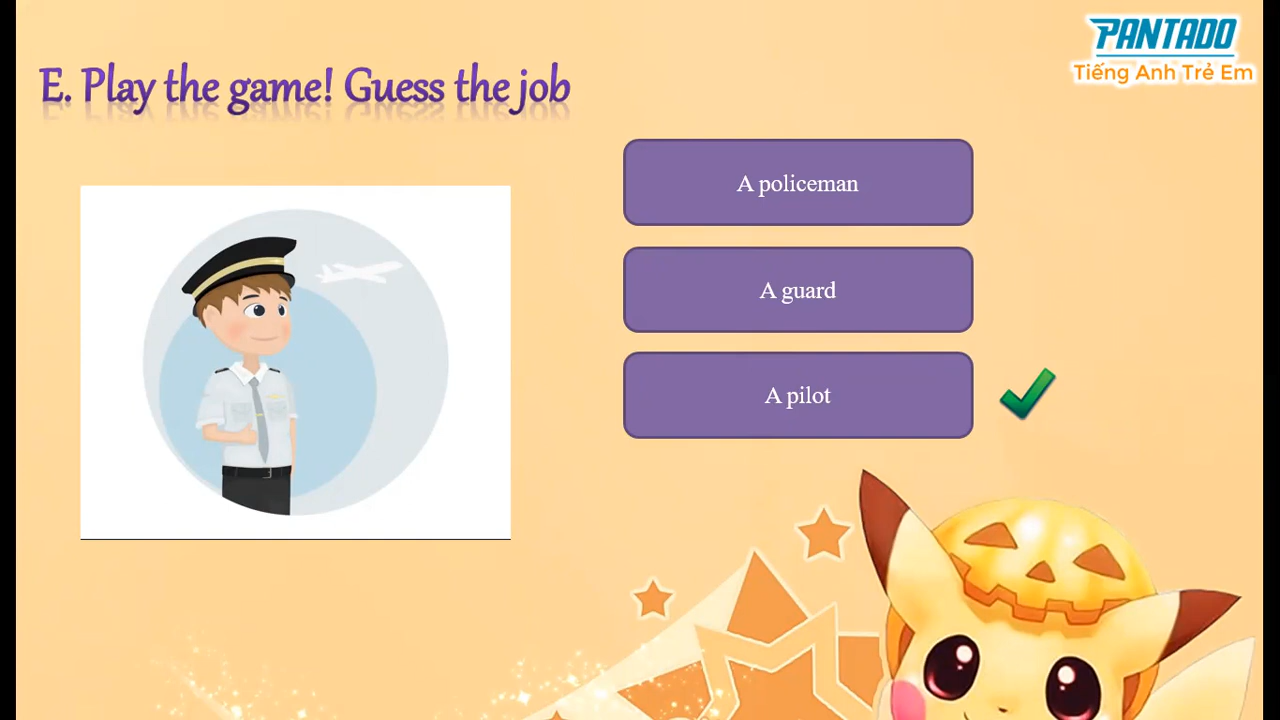 PANTADO
Tiếng Anh Trẻ Em
E. Play the game! Guess the job
A policeman
A guard
A pilot